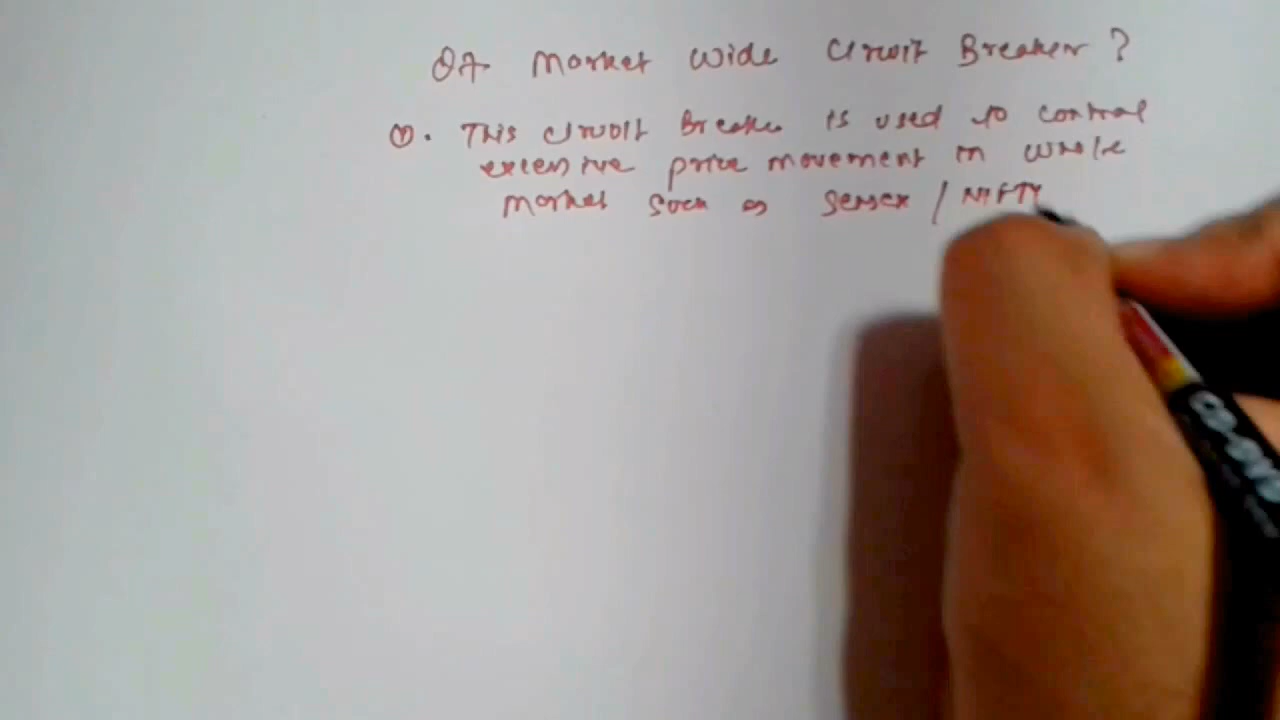 Q7 Market Wide Circuit Breaker ?
①. This circuit Breaker is used to control
excessive price movement in whole
market such as Sensex / NIFTY